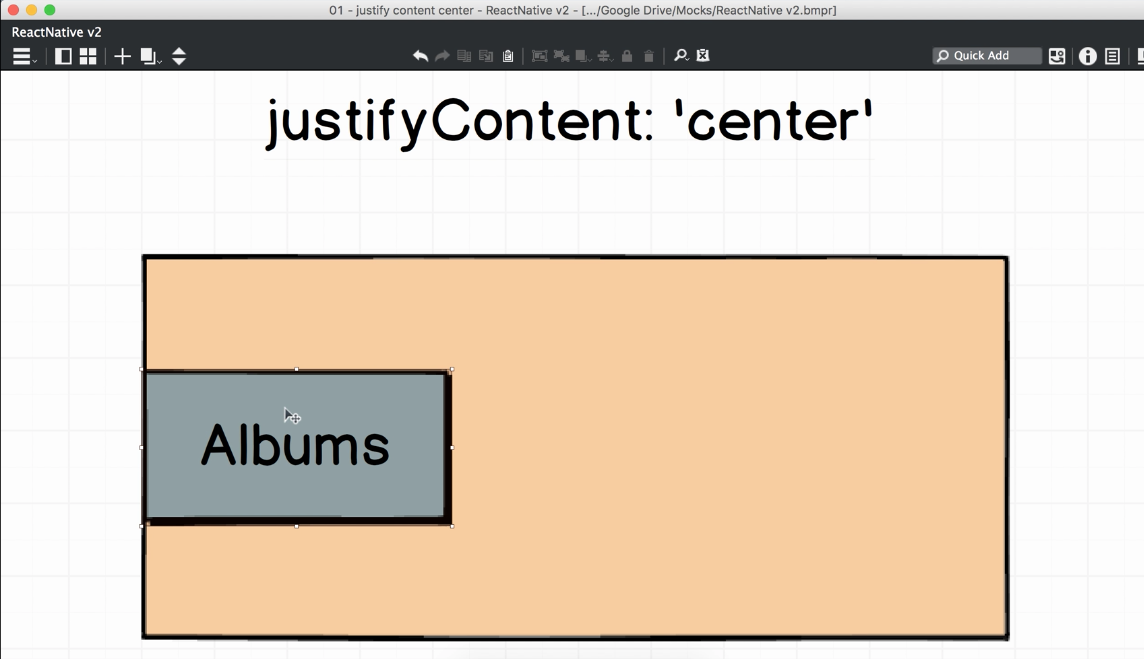 01 - justify content center - ReactNative v2 - [.../Google Drive/Mocks/ReactNative v2.bmpr]
ReactNative v2
Quick Add
justifyContent: 'center'
Albums